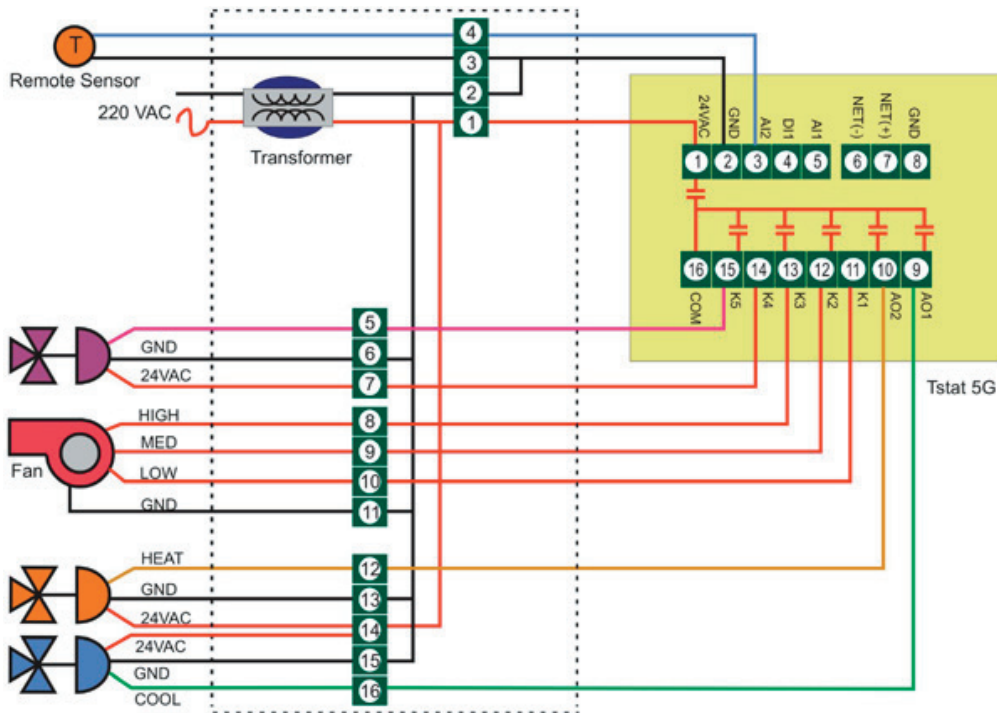 T
Remote Sensor
220 VAC
Transformer
4
3
2
1
24VAC
GND
AI2
DI1
AI1
NET(-)
NET(+)
GND
1
2
3
4
5
6
7
8
16
15
14
13
12
11
10
9
COM
K5
K4
K3
K2
K1
AO2
AO1
Tstat 5G
GND
24VAC
5
6
7
HIGH
MED
LOW
GND
Fan
8
9
10
11
HEAT
GND
24VAC
24VAC
GND
COOL
12
13
14
15
16